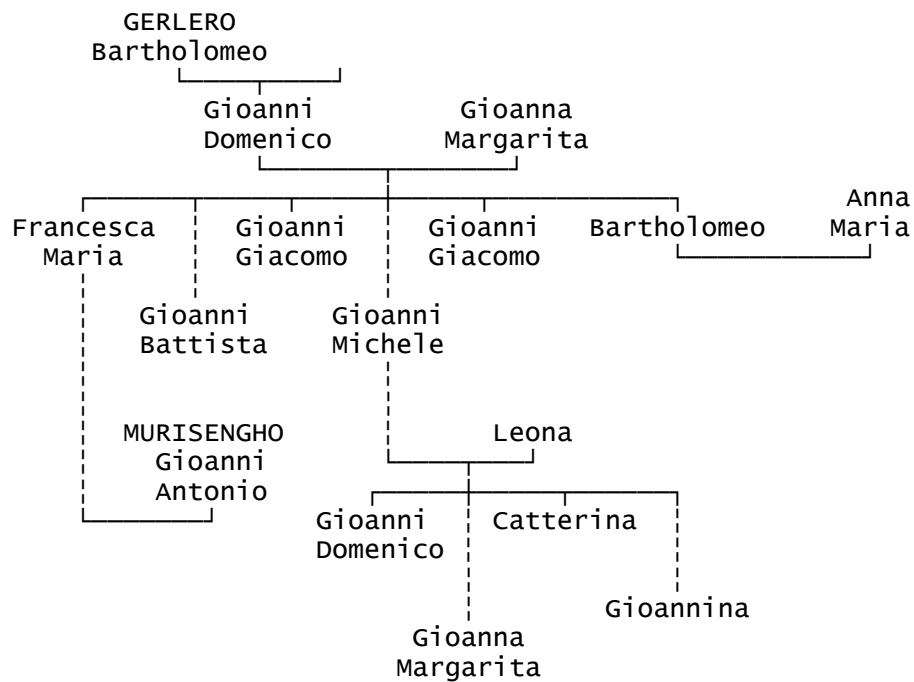 GERLERO
Bartholomeo
Gioanni Gioanna
Domenico Margarita
Anna
Francesca Gioanni Gioanni Bartholomeo Maria
Maria Giacomo Giacomo
Gioanni Gioanni
Battista Michele
MURISENGHO Leona
Gioanni
Antonio
Gioanni Catterina
Domenico
Gioannina
Gioanna
Margarita